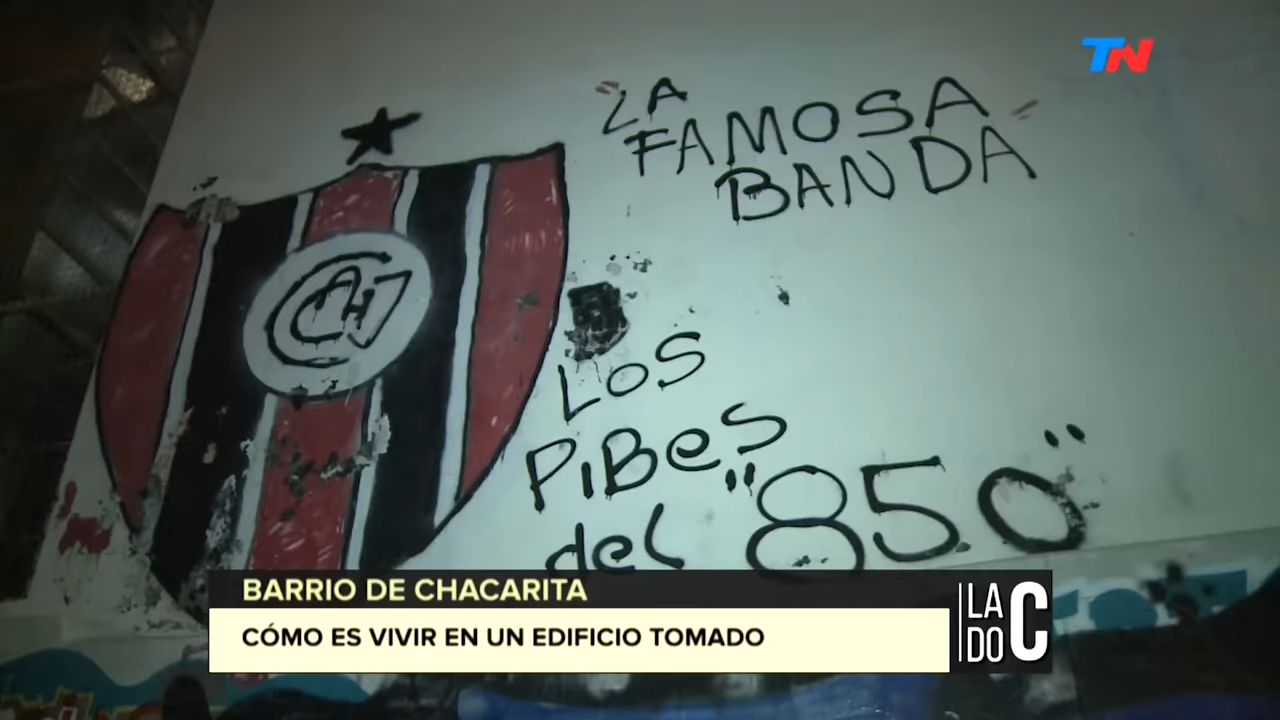 TN
"LA
FAMOSA
BANDA"
CACHJ
LOS
PIBeS
del "850"
BARRIO DE CHACARITA
CÓMO ES VIVIR EN UN EDIFICIO TOMADO
LA
DO C